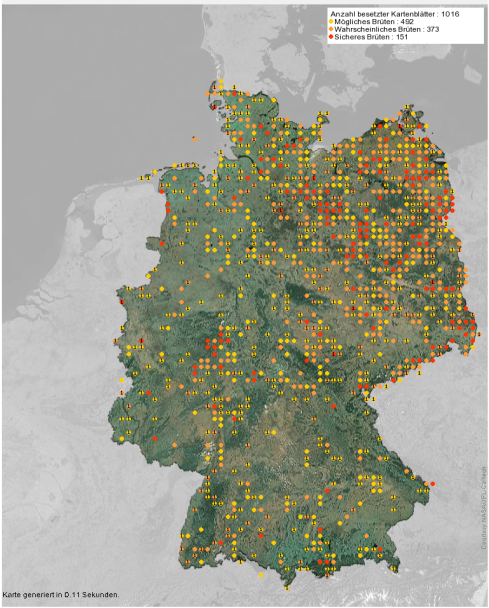 Anzahl besetzter Kartenblätter : 1016
Mögliches Brüten : 492
Wahrscheinliches Brüten : 373
Sicheres Brüten : 151
Karte generiert in 0.11 Sekunden.